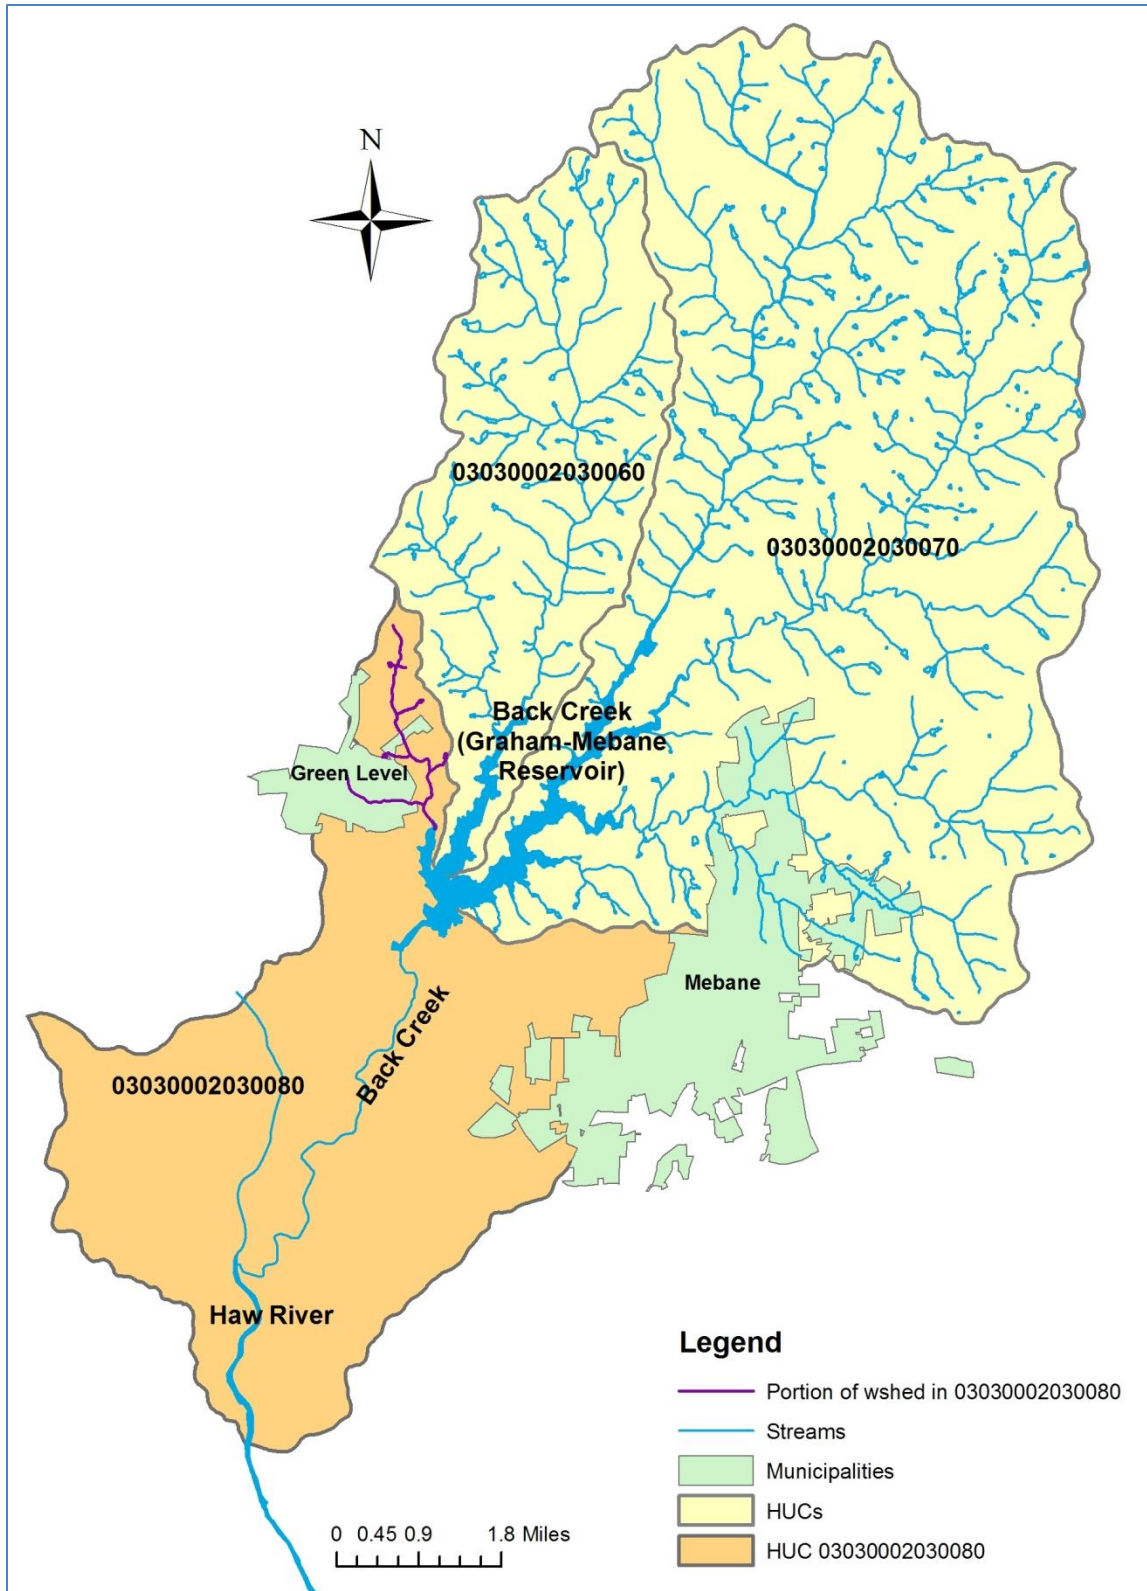 N
03030002030060
03030002030070
Back Creek
(Graham-Mebane
Reservoir)
Green Level
Mebane
Back Creek
03030002030080
Haw River
Legend
Portion of wshed in 03030002030080
Streams
Municipalities
HUCs
HUC 03030002030080
0 0.45 0.9 1.8 Miles